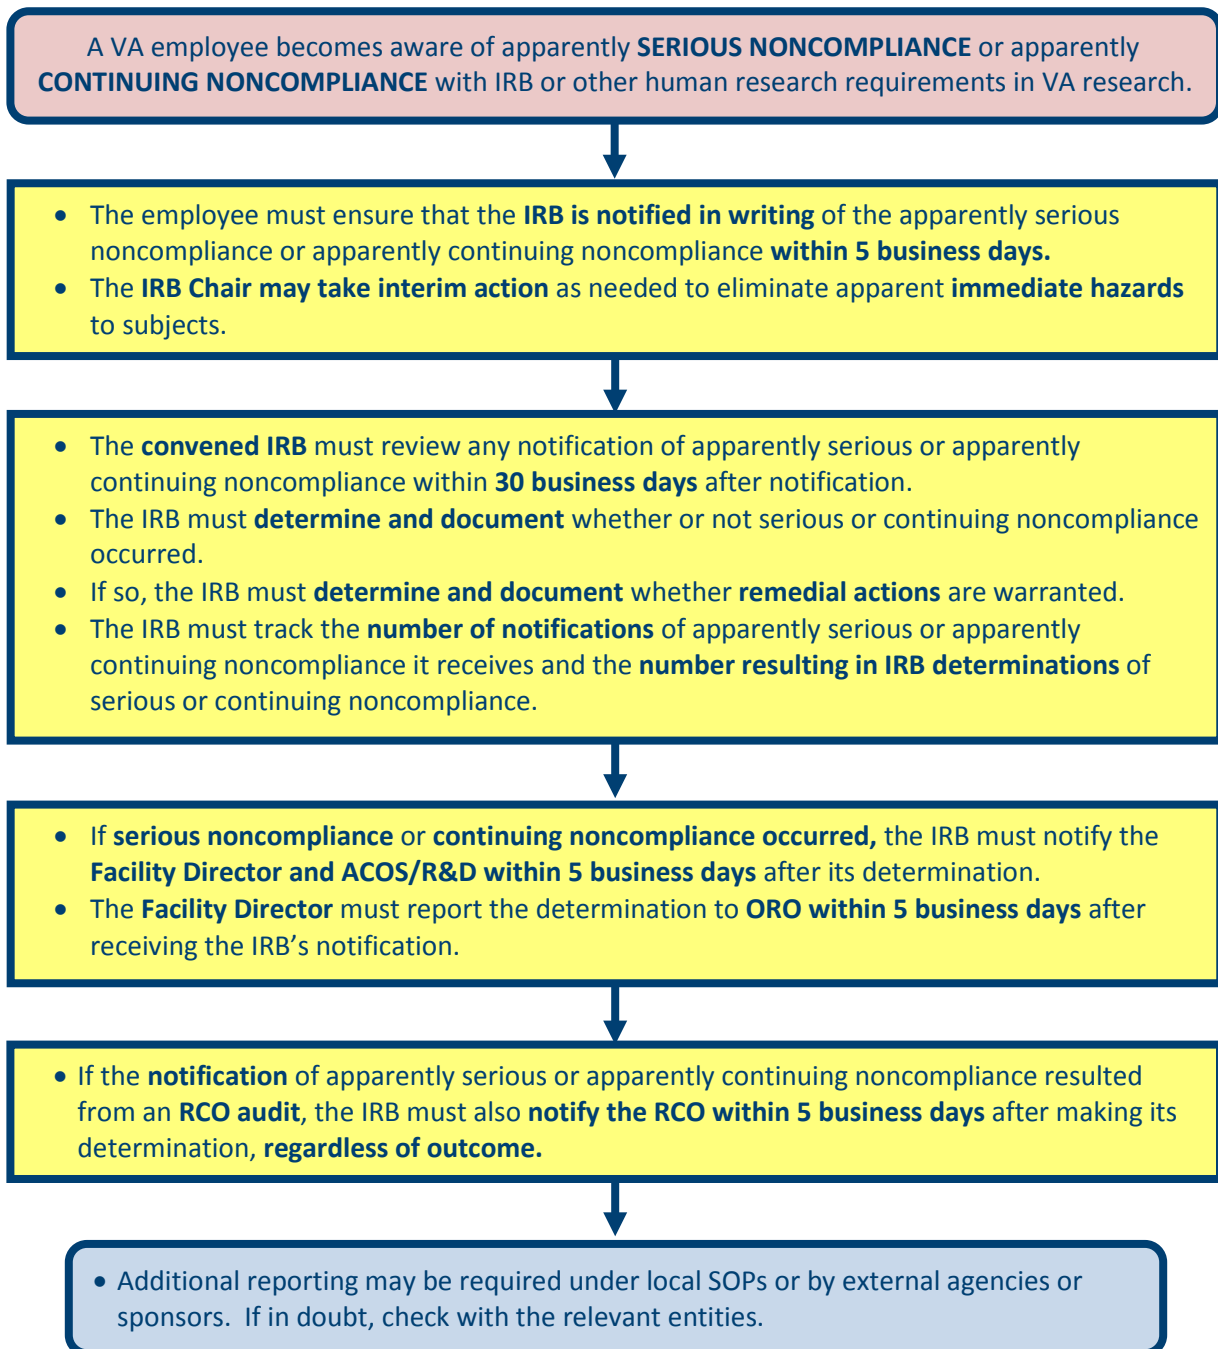 A VA employee becomes aware of apparently SERIOUS NONCOMPLIANCE or apparently
CONTINUING NONCOMPLIANCE with IRB or other human research requirements in VA research.
• The employee must ensure that the IRB is notified in writing of the apparently serious
noncompliance or apparently continuing noncompliance within 5 business days.
• The IRB Chair may take interim action as needed to eliminate apparent immediate hazards
to subjects.
• The convened IRB must review any notification of apparently serious or apparently
continuing noncompliance within 30 business days after notification.
• The IRB must determine and document whether or not serious or continuing noncompliance
occurred.
• If so, the IRB must determine and document whether remedial actions are warranted.
• The IRB must track the number of notifications of apparently serious or apparently
continuing noncompliance it receives and the number resulting in IRB determinations of
serious or continuing noncompliance.
• If serious noncompliance or continuing noncompliance occurred, the IRB must notify the
Facility Director and ACOS/R&D within 5 business days after its determination.
• The Facility Director must report the determination to ORO within 5 business days after
receiving the IRB’s notification.
• If the notification of apparently serious or apparently continuing noncompliance resulted
from an RCO audit, the IRB must also notify the RCO within 5 business days after making its
determination, regardless of outcome.
• Additional reporting may be required under local SOPs or by external agencies or
sponsors. If in doubt, check with the relevant entities.